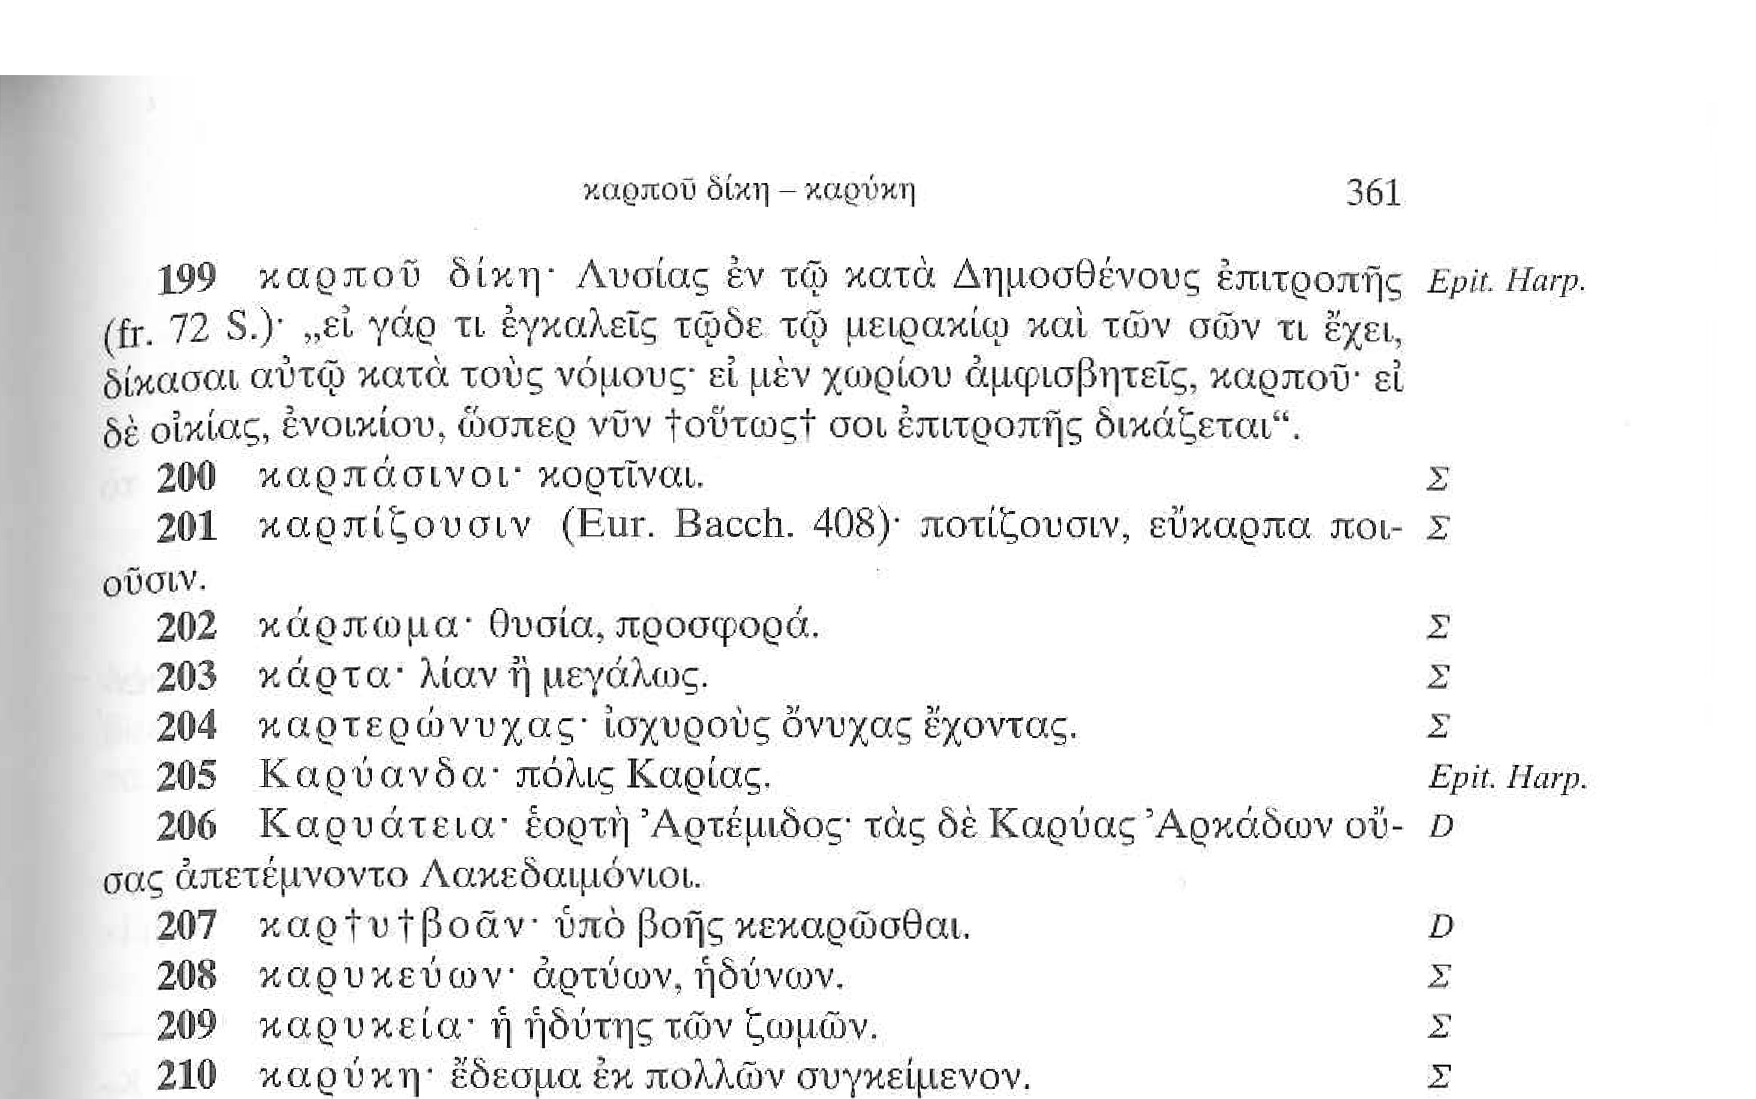 καρποῦ δίκη – καρύκη 361
199 καρποῦ δίκη· Λυσίας ἐν τῷ κατὰ Δημοσθένους ἐπιτροπῆς Epit. Harp.
(fr. 72 S.)· „εἰ γάρ τι ἐγκαλεῖς τῷδε τῷ μειρακίῳ καὶ τῶν σῶν τι ἔχει,
δίκασαι αὐτῷ κατὰ τοὺς νόμους· εἰ μὲν χωρίου ἀμφισβητεῖς, καρποῦ· εἰ
δὲ οἰκίας, ἐνοικίου, ὥσπερ νῦν †οὕτως† σοι ἐπιτροπῆς δικάζεται“.
200 καρπάσινοι· κορτῖναι. Σ
201 καρπίζουσιν (Eur. Bacch. 408)· ποτίζουσιν, εὔκαρπα ποι- Σ
οῦσιν.
202 κάρπωμα· θυσία, προσφορά. Σ
203 κάρτα· λίαν ἢ μεγάλως. Σ
204 καρτερώνυχας· ἰσχυροὺς ὄνυχας ἔχοντας. Σ
205 Καρύανδα· πόλις Καρίας. Epit. Harp.
206 Καρυάτεια· ἑορτὴ Ἀρτέμιδος· τὰς δὲ Καρύας Ἀρκάδων οὔ- D
σας ἀπετέμνοντο Λακεδαιμόνιοι.
207 καρ†υ†βοᾶν· ὑπὸ βοῆς κεκαρῶσθαι. D
208 καρυκεύων· ἀρτύων, ἡδύνων. Σ
209 καρυκεία· ἡ ἡδύτης τῶν ζωμῶν. Σ
210 καρύκη· ἔδεσμα ἐκ πολλῶν συγκείμενον. Σ